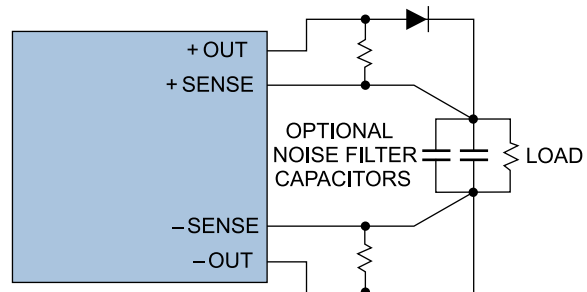 + OUT
+ SENSE
OPTIONAL
NOISE FILTER
CAPACITORS
LOAD
– SENSE
– OUT